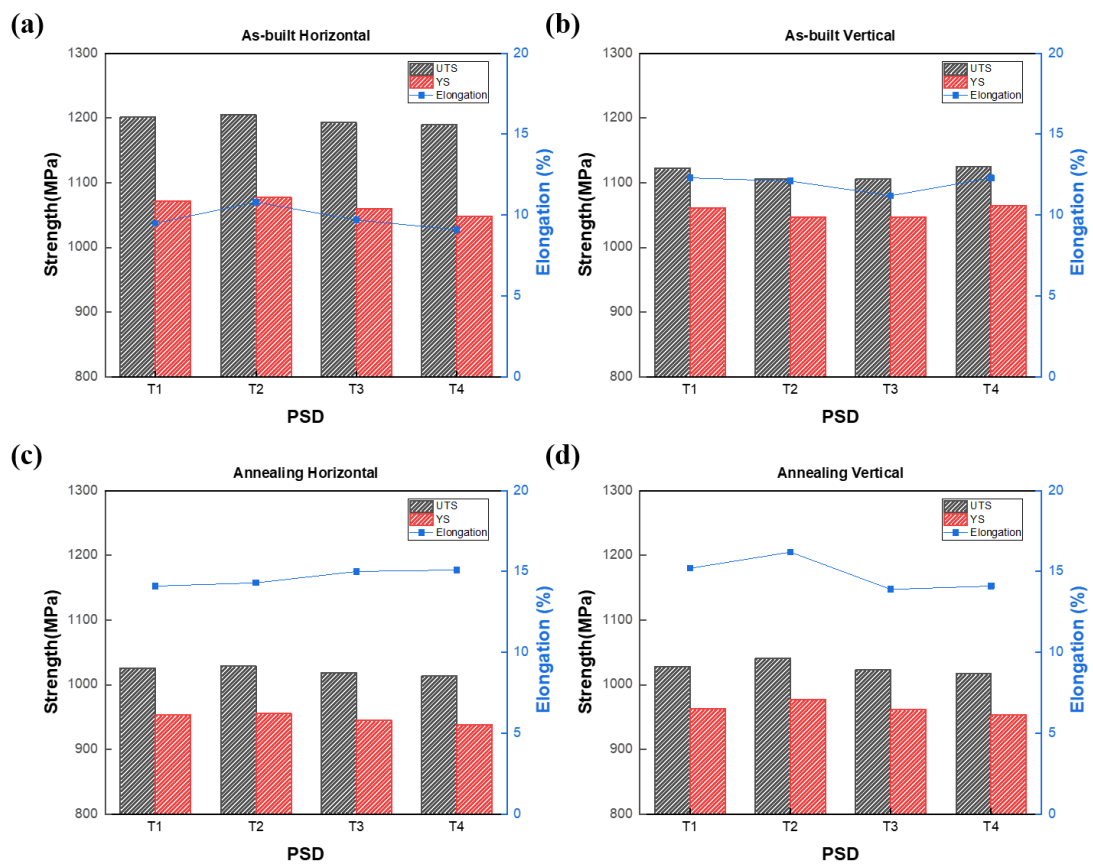 (a)
As-built Horizontal
1300
1200
1100
1000
900
800
Strength(MPa)
UTS
YS
Elongation
20
15
10
5
0
Elongation (%)
T1 T2 T3 T4
PSD
(b)
As-built Vertical
1300
1200
1100
1000
900
800
Strength(MPa)
UTS
YS
Elongation
20
15
10
5
0
Elongation (%)
T1 T2 T3 T4
PSD
(c)
Annealing Horizontal
1300
1200
1100
1000
900
800
Strength(MPa)
UTS
YS
Elongation
20
15
10
5
0
Elongation (%)
T1 T2 T3 T4
PSD
(d)
Annealing Vertical
1300
1200
1100
1000
900
800
Strength(MPa)
UTS
YS
Elongation
20
15
10
5
0
Elongation (%)
T1 T2 T3 T4
PSD